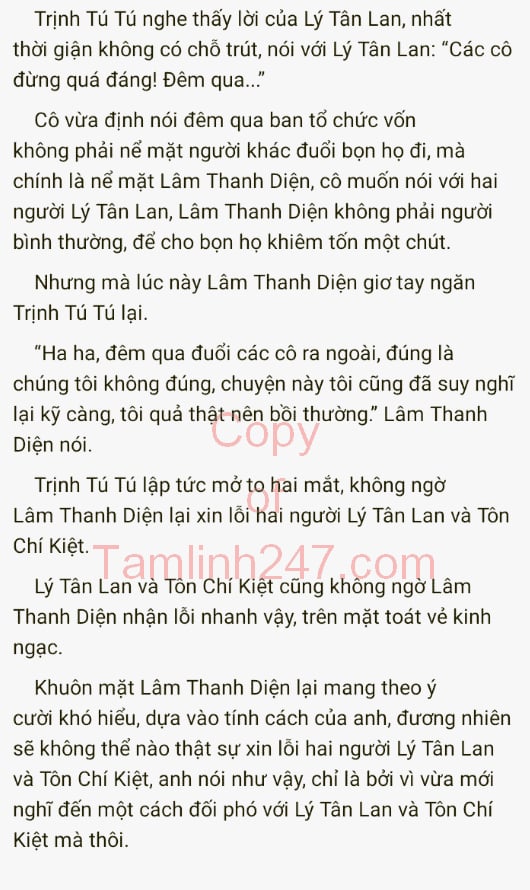 Trịnh Tú Tú nghe thấy lời của Lý Tân Lan, nhất
thời giận không có chỗ trút, nói với Lý Tân Lan: “Các cô
đừng quá đáng! Đêm qua...”
Cô vừa định nói đêm qua ban tổ chức vốn
không phải nể mặt người khác đuổi bọn họ đi, mà
chính là nể mặt Lâm Thanh Diện, cô muốn nói với hai
người Lý Tân Lan, Lâm Thanh Diện không phải người
bình thường, để cho bọn họ khiêm tốn một chút.
Nhưng mà lúc này Lâm Thanh Diện giơ tay ngăn
Trịnh Tú Tú lại.
“Ha ha, đêm qua đuổi các cô ra ngoài, đúng là
chúng tôi không đúng, chuyện này tôi cũng đã suy nghĩ
lại kỹ càng, tôi quả thật nên bồi thường.” Lâm Thanh
Diện nói.
Copy
of
Tamlinh247.com
Trịnh Tú Tú lập tức mở to hai mắt, không ngờ
Lâm Thanh Diện lại xin lỗi hai người Lý Tân Lan và Tôn
Chí Kiệt.
Lý Tân Lan và Tôn Chí Kiệt cũng không ngờ Lâm
Thanh Diện nhận lỗi nhanh vậy, trên mặt toát vẻ kinh
ngạc.
Khuôn mặt Lâm Thanh Diện lại mang theo ý
cười khó hiểu, dựa vào tính cách của anh, đương nhiên
sẽ không thể nào thật sự xin lỗi hai người Lý Tân Lan
và Tôn Chí Kiệt, anh nói như vậy, chỉ là bởi vì vừa mới
nghĩ đến một cách đối phó với Lý Tân Lan và Tôn Chí
Kiệt mà thôi.